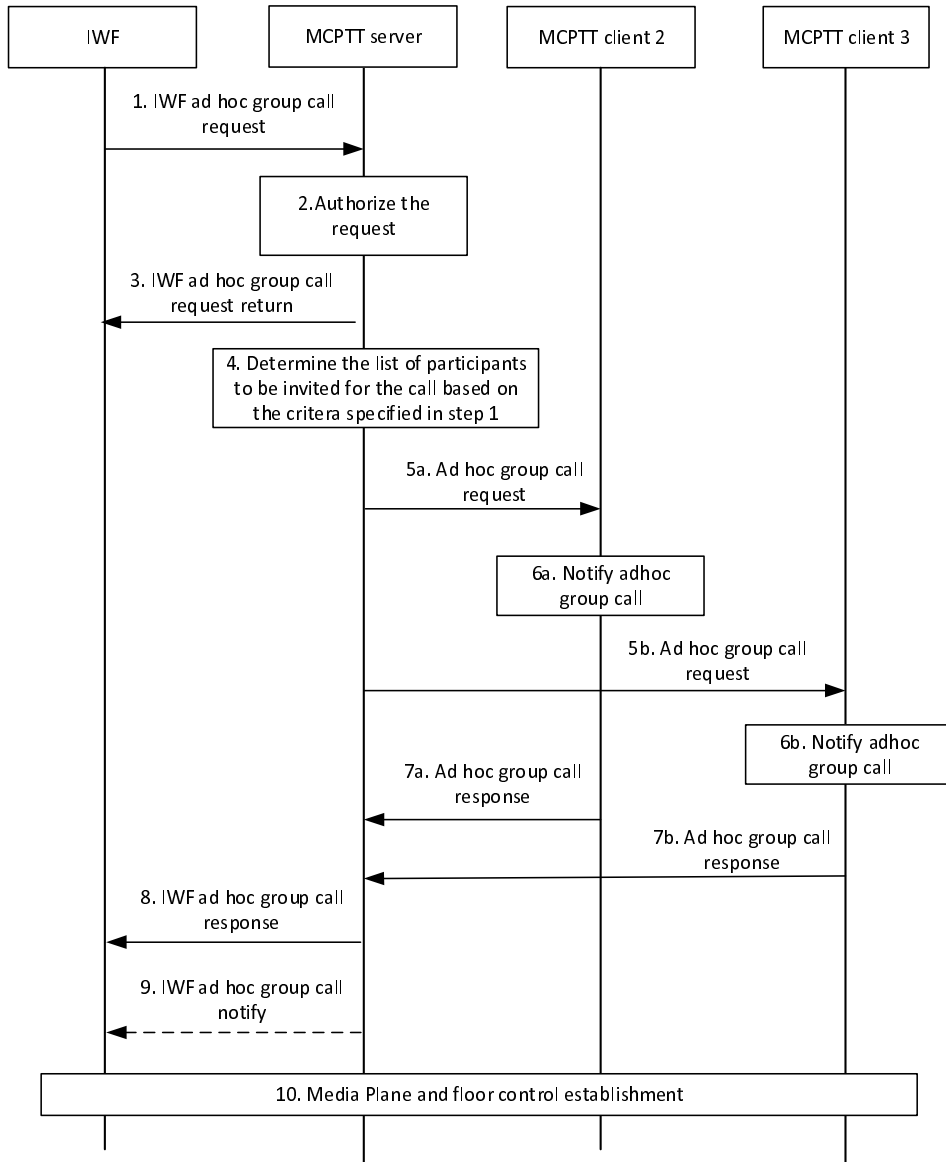 IWF
MCPTT server
MCPTT client 2
MCPTT client 3
1. IWF ad hoc group call
request
2.Authorize the
request
3. IWF ad hoc group call
request return
4. Determine the list of participants
to be invited for the call based on
the critera specified in step 1
5a. Ad hoc group call
request
6a. Notify adhoc
group call
5b. Ad hoc group call
request
6b. Notify adhoc
group call
7a. Ad hoc group call
response
7b. Ad hoc group call
response
8. IWF ad hoc group call
response
9. IWF ad hoc group call
notify
10. Media Plane and floor control establishment